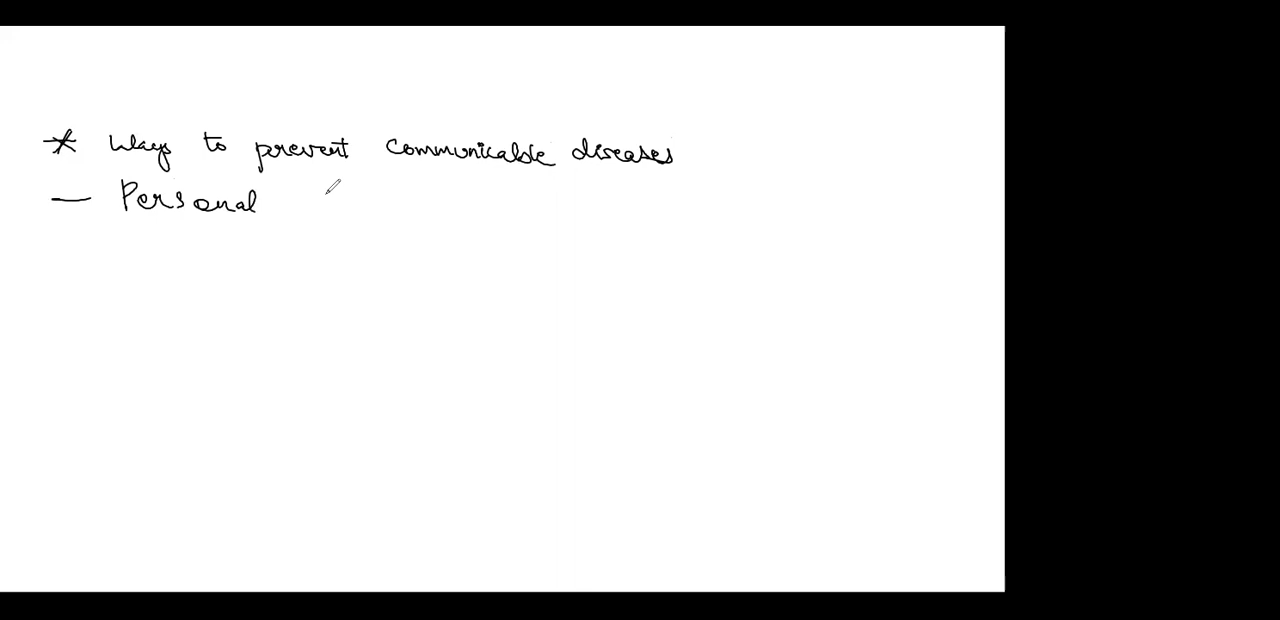 * Ways to prevent communicable diseases
— Personal